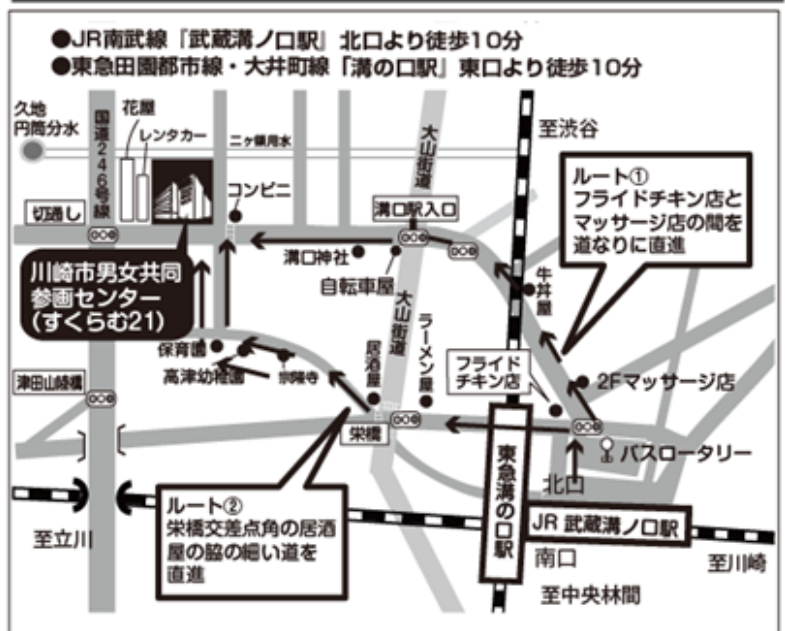 ●JR南武線『武蔵溝ノ口駅』北口より徒歩10分
●東急田園都市線・大井町線「溝の口駅」東口より徒歩10分
久地
円筒分水
国道246号線
花屋
レンタカー
二ヶ領用水
大山街道
至渋谷
ルート①
フライドチキン店と
マッサージ店の間を
道なりに直進
コンビニ
切通し
溝口駅入口
川崎市男女共同
参画センター
(すくらむ21)
溝口神社
自転車屋
牛丼屋
大山街道
ラーメン屋
居酒屋
保育園
高津幼稚園
宗隆寺
フライド
チキン店
2Fマッサージ店
津田山陸橋
栄橋
バスロータリー
北口
東急溝の口駅
JR 武蔵溝ノ口駅
ルート②
栄橋交差点角の居酒
屋の脇の細い道を
直進
至立川
南口
至川崎
至中央林間